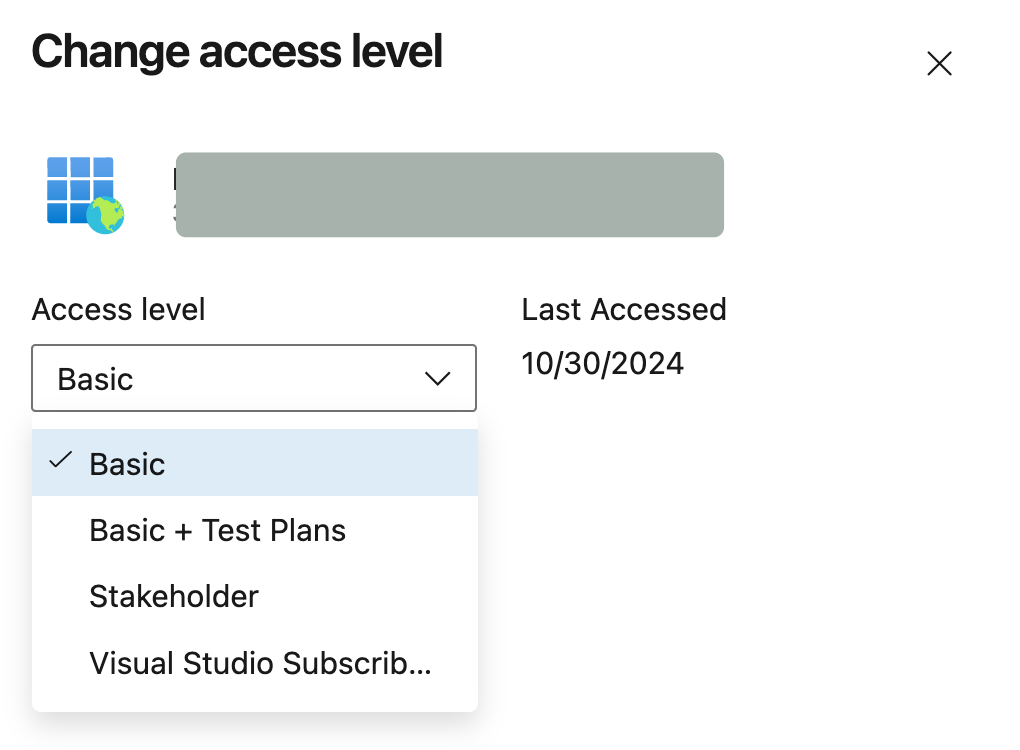 Change access level
Access level
Last Accessed
Basic
10/30/2024
Basic
Basic + Test Plans
Stakeholder
Visual Studio Subscrib...